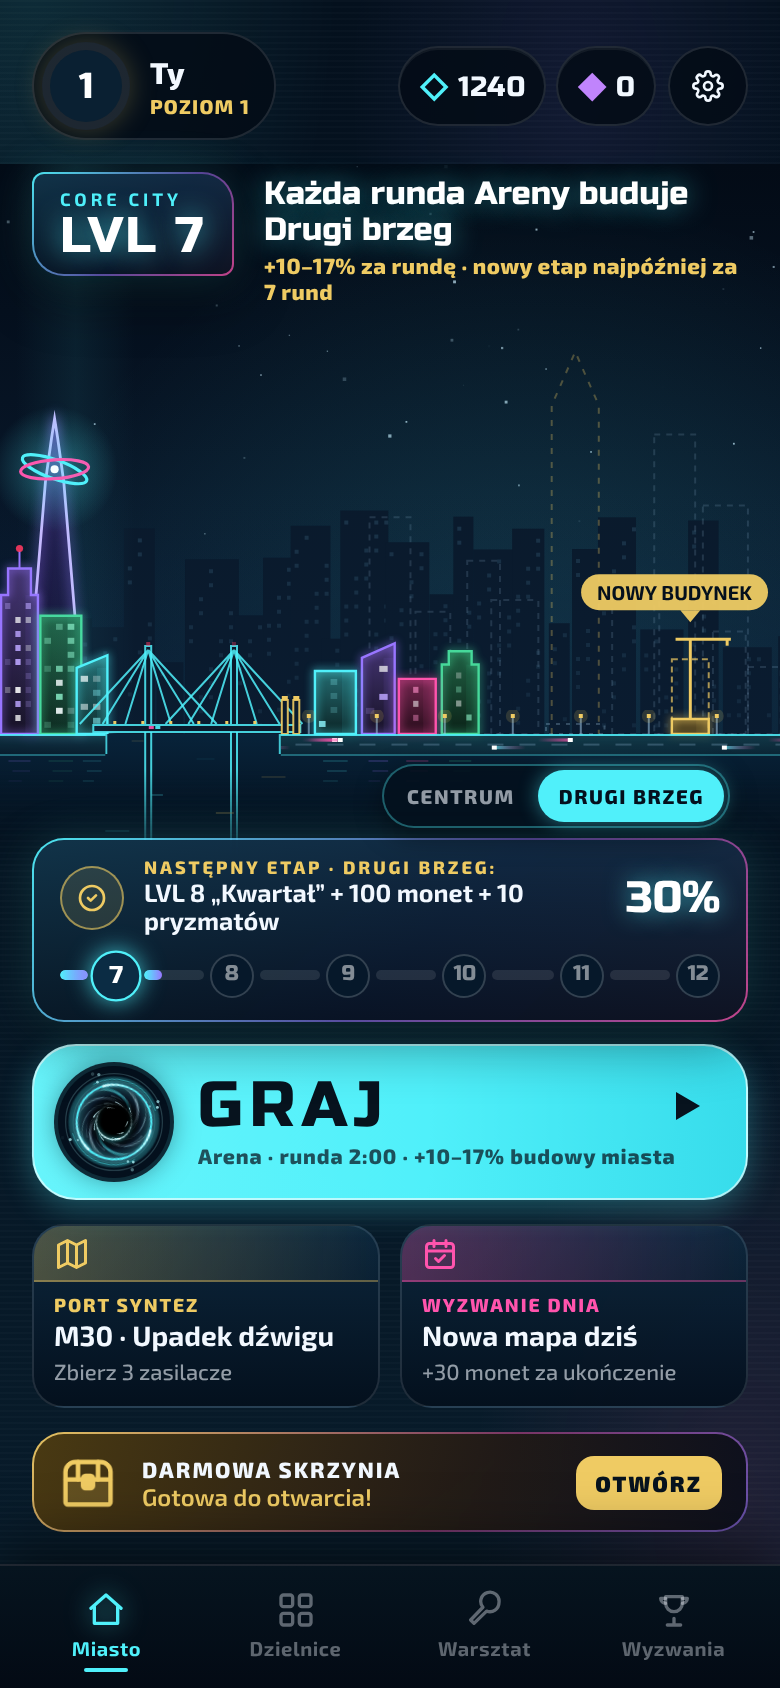 1
Ty
POZIOM 1
1240
0
CORE CITY
LVL 7
Każda runda Areny buduje
Drugi brzeg
+10–17% za rundę · nowy etap najpóźniej za
7 rund
NOWY BUDYNEK
CENTRUM
DRUGI BRZEG
NASTĘPNY ETAP · DRUGI BRZEG:
LVL 8 „Kwartał” + 100 monet + 10
pryzmatów
30%
7
8
9
10
11
12
GRAJ
Arena · runda 2:00 · +10–17% budowy miasta
PORT SYNTEZ
M30 · Upadek dźwigu
Zbierz 3 zasilacze
WYZWANIE DNIA
Nowa mapa dziś
+30 monet za ukończenie
DARMOWA SKRZYNIA
Gotowa do otwarcia!
OTWÓRZ
Miasto
Dzielnice
Warsztat
Wyzwania